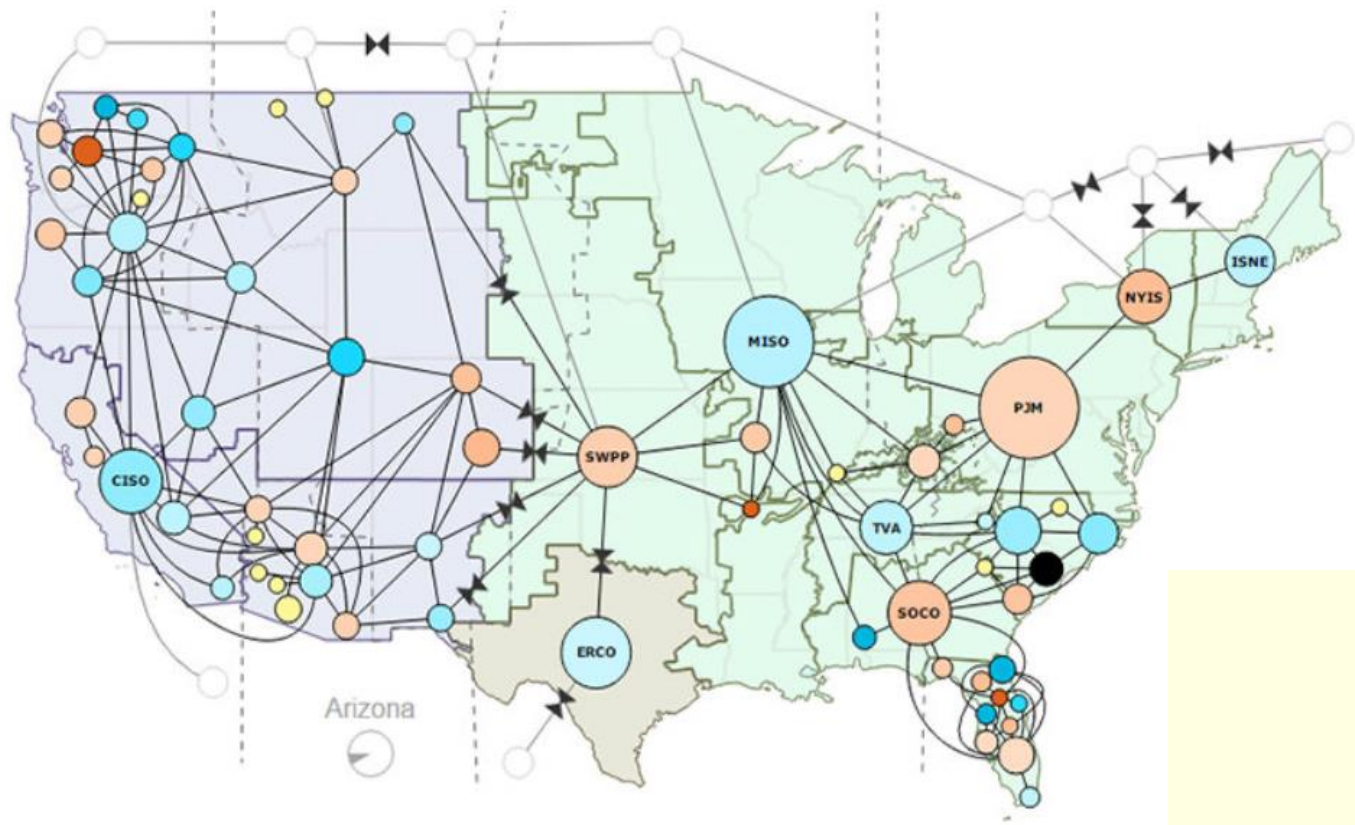 ISNE
NYIS
MISO
PJM
SWPP
CISO
TVA
SOCO
ERCO
Arizona